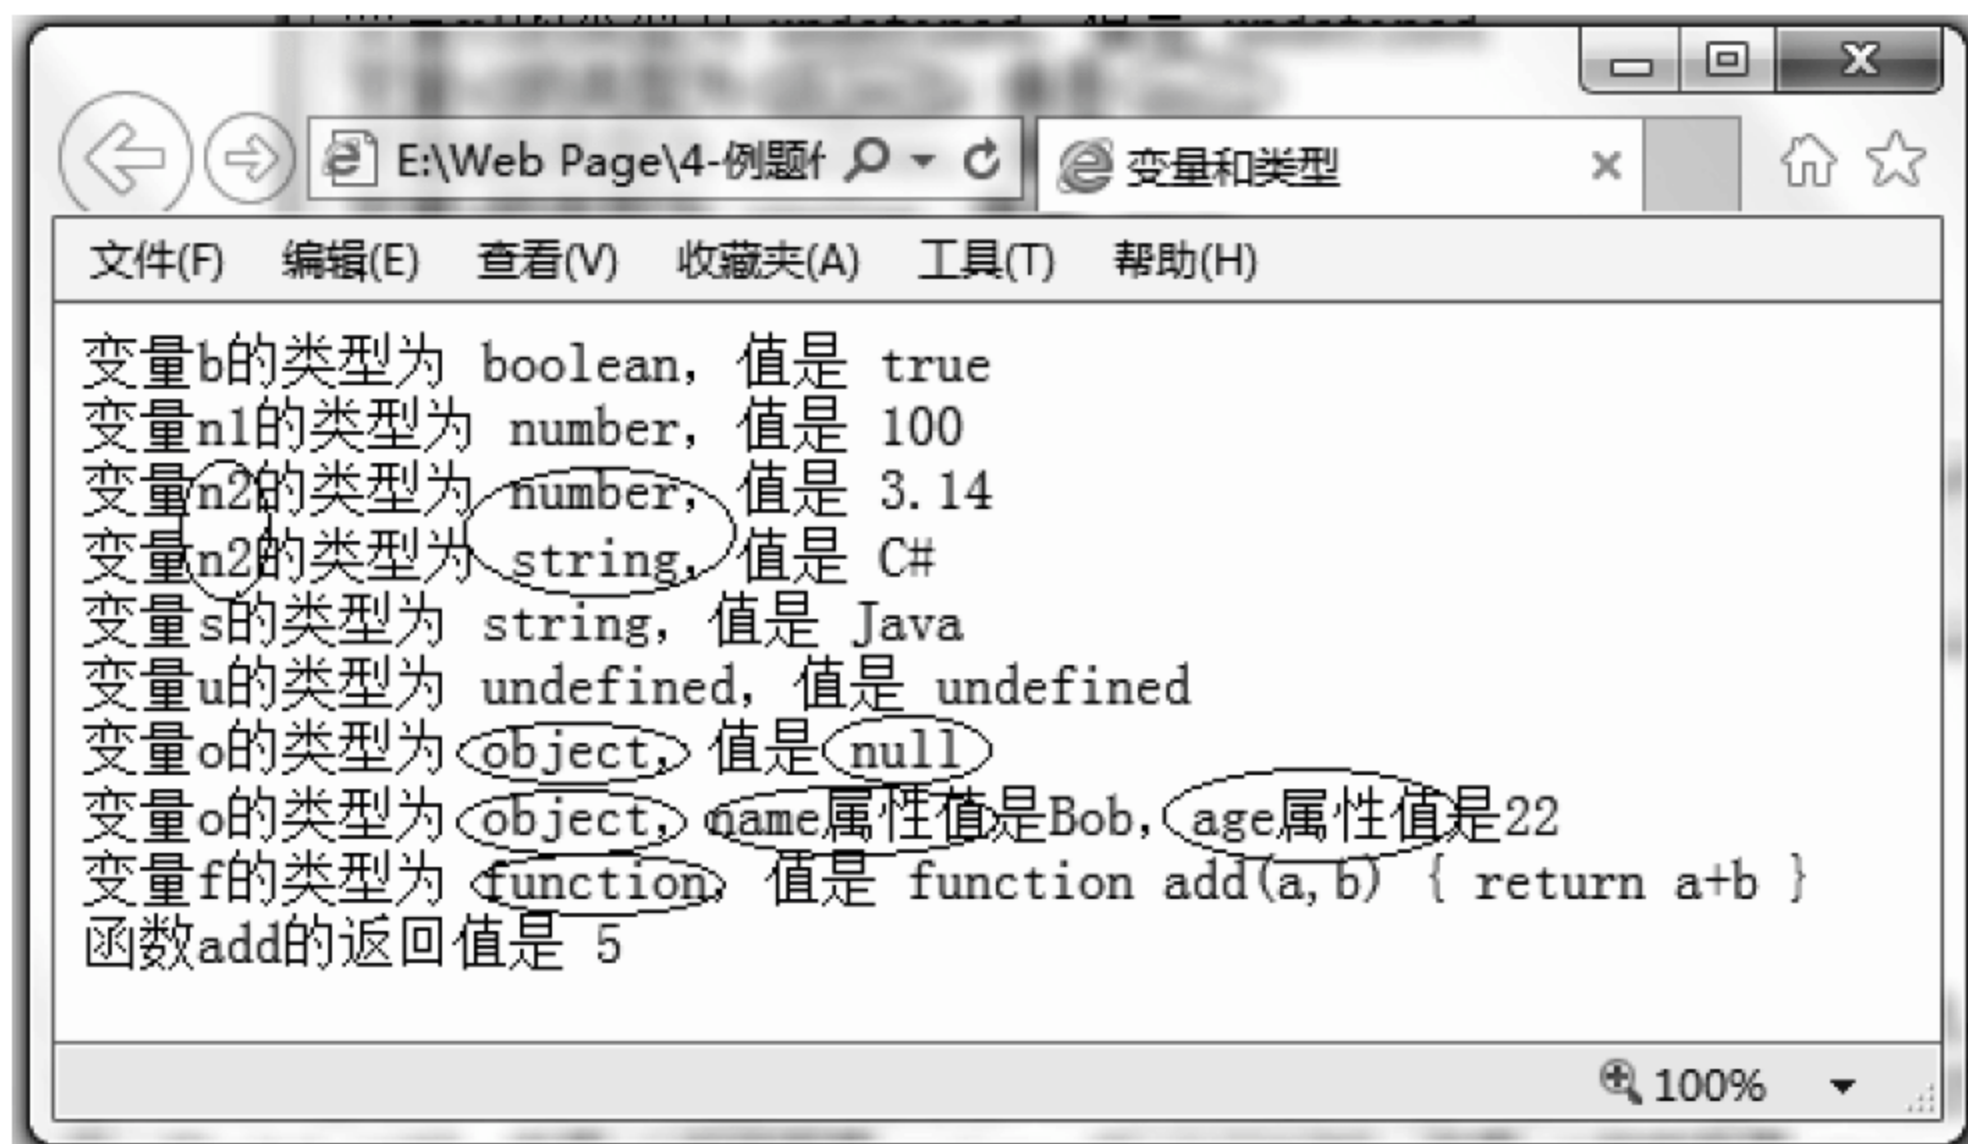 E:\Web Page\4-例题
变量和类型
文件(F) 编辑(E) 查看(V) 收藏夹(A) 工具(T) 帮助(H)
变量b的类型为 boolean, 值是 true
变量n1的类型为 number, 值是 100
变量n2的类型为 number, 值是 3.14
变量n2的类型为 string, 值是 C#
变量s的类型为 string, 值是 Java
变量u的类型为 undefined, 值是 undefined
变量o的类型为 object, 值是 null
变量o的类型为 object, name属性值是Bob, age属性值是22
变量f的类型为 function, 值是 function add(a,b) { return a+b }
函数add的返回值是 5
100%